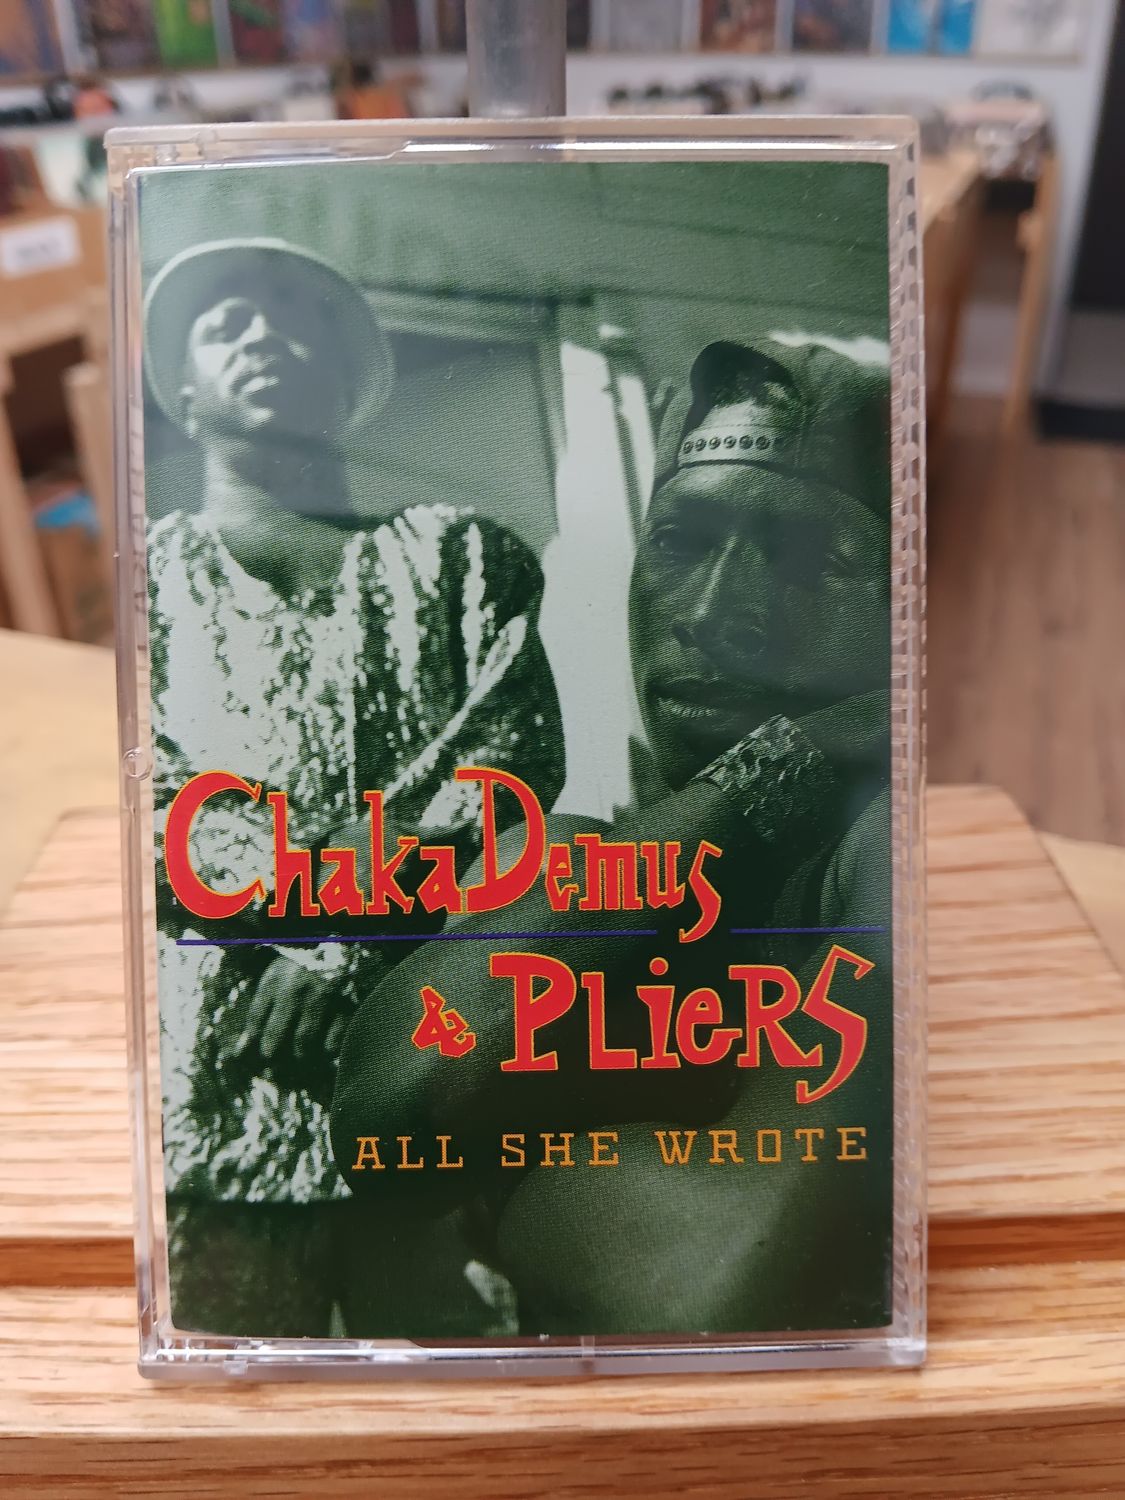 ChakaDemus
& PLieRS
ALL SHE WROTE